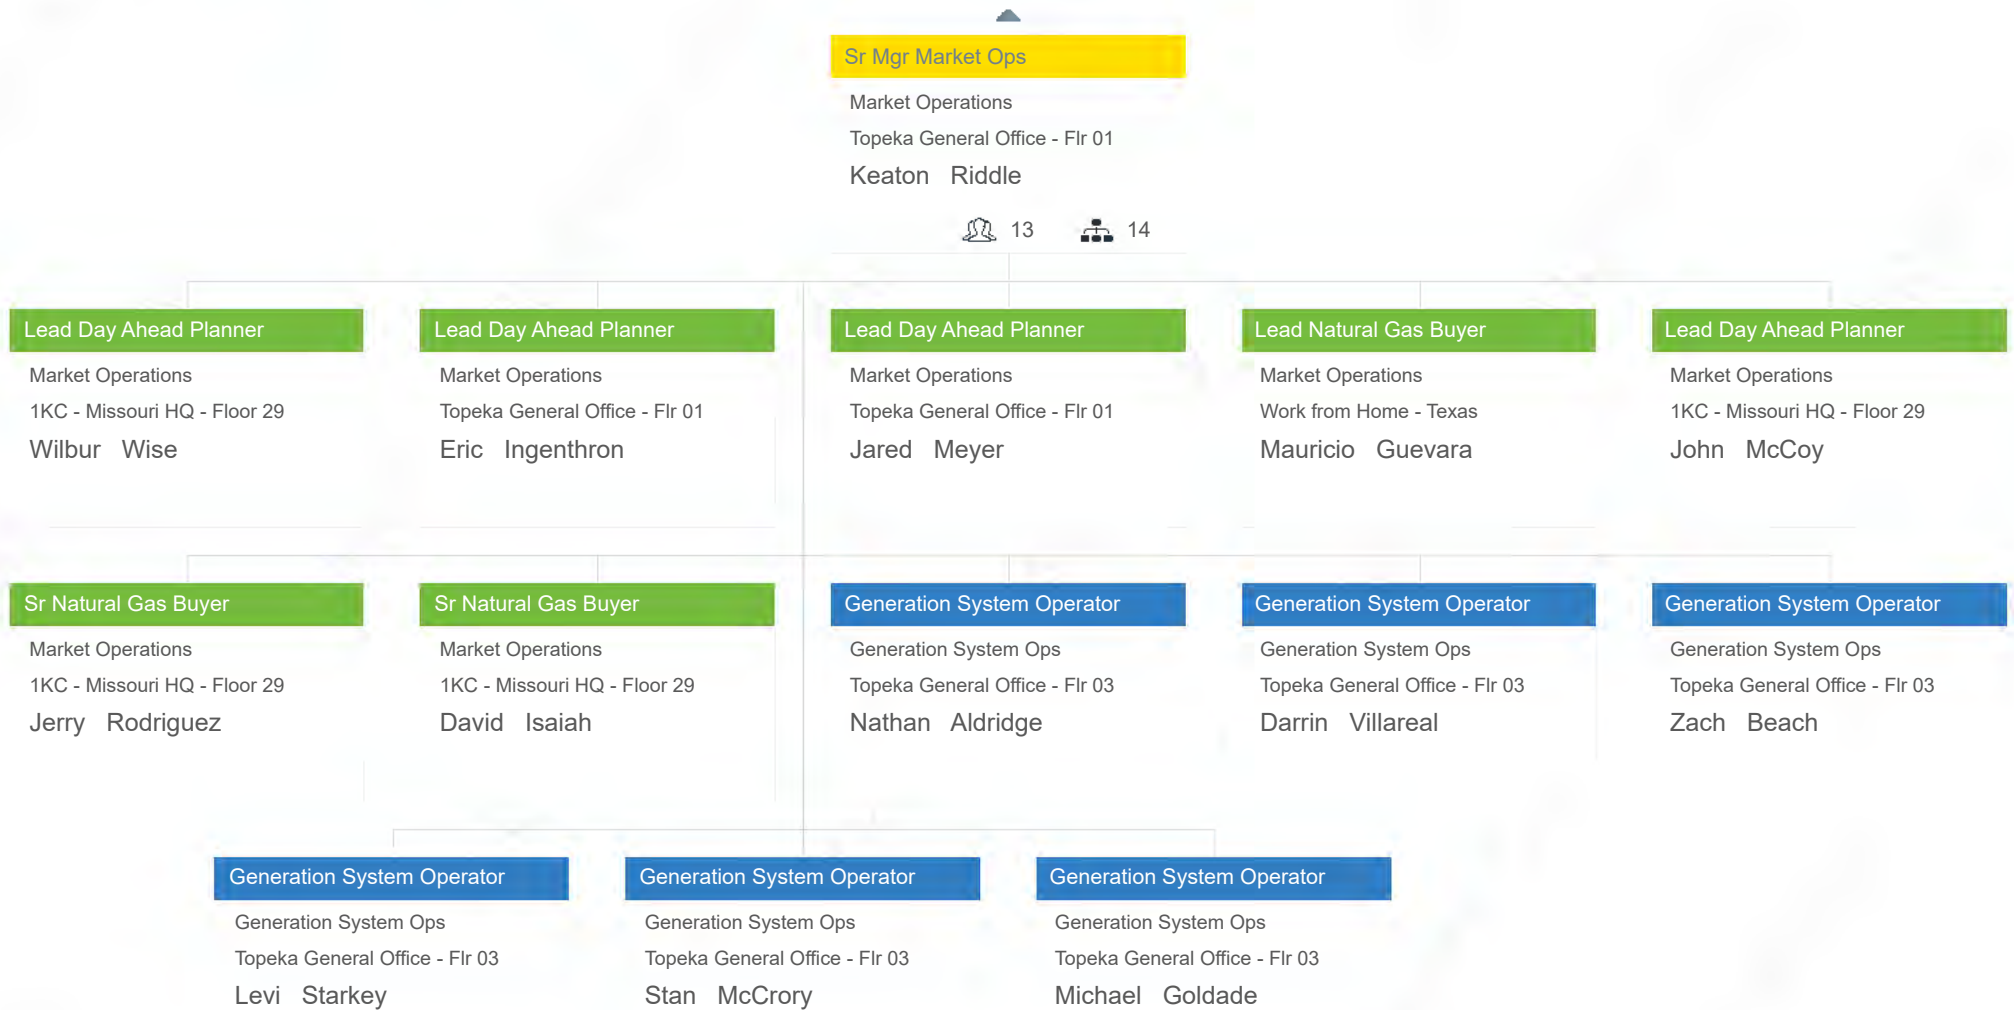 Sr Mgr Market Ops
Market Operations
Topeka General Office - Flr 01
Keaton Riddle
13 14
Lead Day Ahead Planner
Market Operations
1KC - Missouri HQ - Floor 29
Wilbur Wise
Lead Day Ahead Planner
Market Operations
Topeka General Office - Flr 01
Eric Ingenthron
Lead Day Ahead Planner
Market Operations
Topeka General Office - Flr 01
Jared Meyer
Lead Natural Gas Buyer
Market Operations
Work from Home - Texas
Mauricio Guevara
Lead Day Ahead Planner
Market Operations
1KC - Missouri HQ - Floor 29
John McCoy
Sr Natural Gas Buyer
Market Operations
1KC - Missouri HQ - Floor 29
Jerry Rodriguez
Sr Natural Gas Buyer
Market Operations
1KC - Missouri HQ - Floor 29
David Isaiah
Generation System Operator
Generation System Ops
Topeka General Office - Flr 03
Nathan Aldridge
Generation System Operator
Generation System Ops
Topeka General Office - Flr 03
Darrin Villareal
Generation System Operator
Generation System Ops
Topeka General Office - Flr 03
Zach Beach
Generation System Operator
Generation System Ops
Topeka General Office - Flr 03
Levi Starkey
Generation System Operator
Generation System Ops
Topeka General Office - Flr 03
Stan McCrory
Generation System Operator
Generation System Ops
Topeka General Office - Flr 03
Michael Goldade